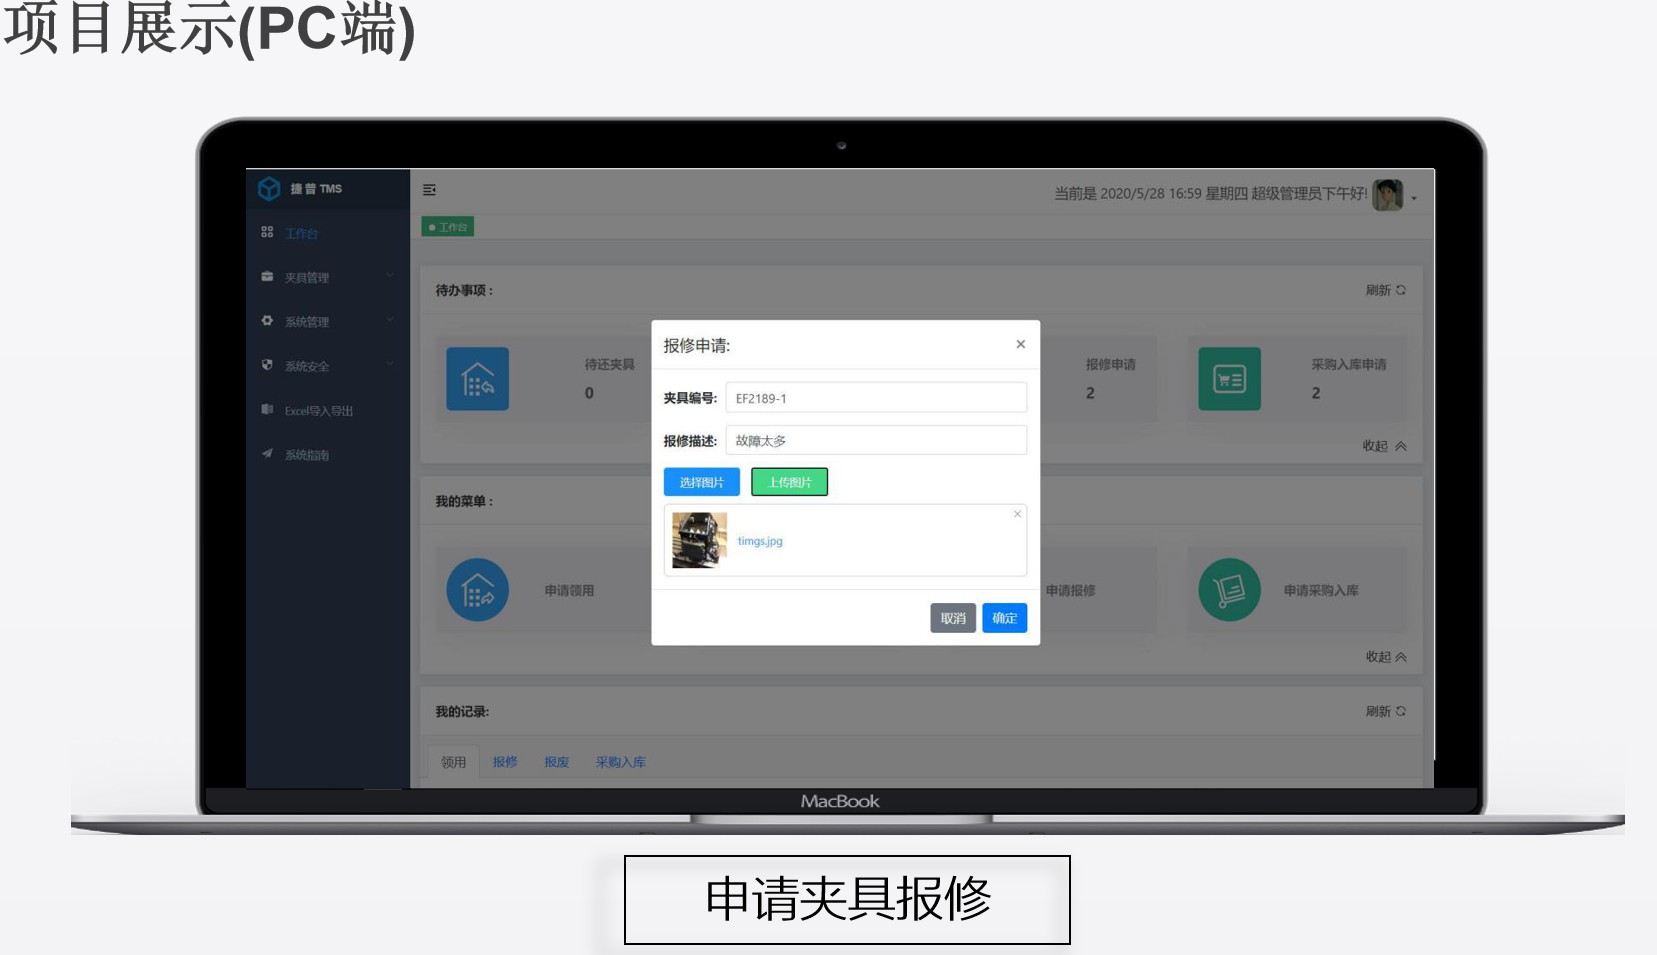 项目展示(PC端)
捷普 TMS
当前是 2020/5/28 16:59 星期四 超级管理员下午好!
工作台
工作台
夹具管理
系统管理
系统安全
Excel导入导出
系统指南
待办事项：
刷新
待还夹具
0
报修申请
2
采购入库申请
2
收起
我的菜单：
申请领用
申请报修
申请采购入库
收起
我的记录:
刷新
领用 报修 报废 采购入库
报修申请:
×
夹具编号: EF2189-1
报修描述: 故障太多
选择图片 上传图片
timgs.jpg
×
取消 确定
MacBook
申请夹具报修